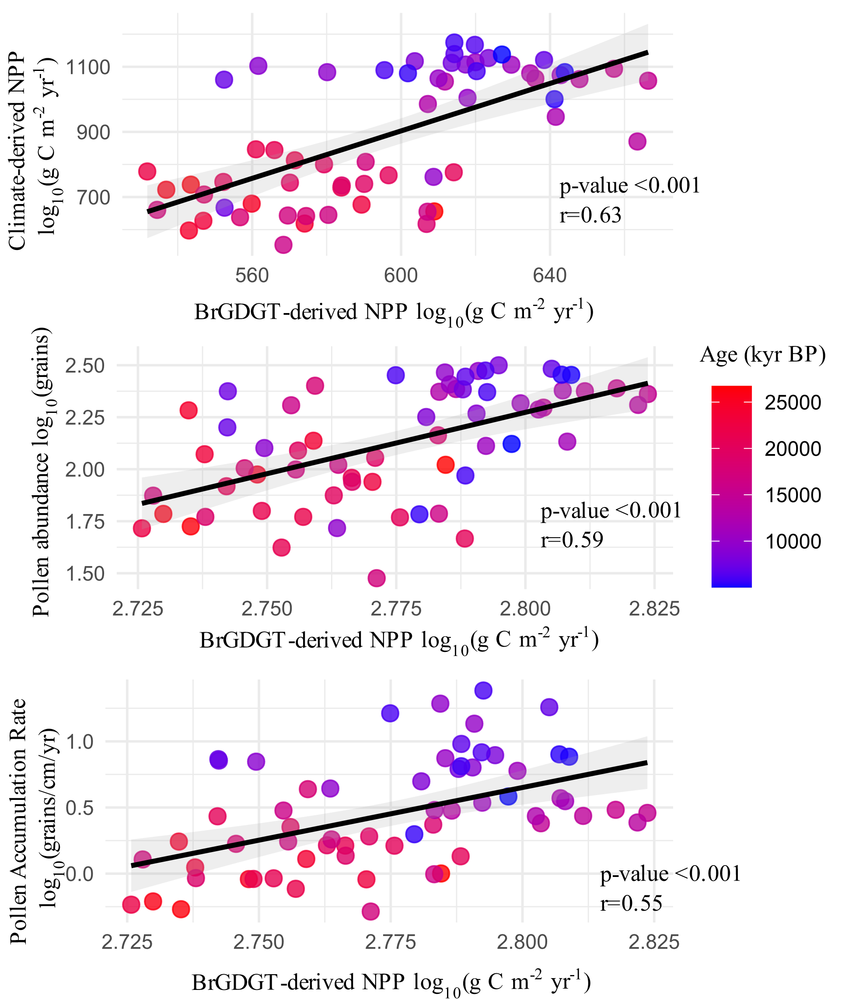 Climate-derived NPP
log10(g C m-2 yr-1)
1100
900
700
p-value <0.001
r=0.63
560 600 640
BrGDGT-derived NPP log10(g C m-2 yr-1)
Pollen abundance log10(grains)
2.50
2.25
2.00
1.75
1.50
p-value <0.001
r=0.59
2.725 2.750 2.775 2.800 2.825
BrGDGT-derived NPP log10(g C m-2 yr-1)
Age (kyr BP)
25000
20000
15000
10000
Pollen Accumulation Rate
log10(grains/cm/yr)
1.0
0.5
0.0
p-value <0.001
r=0.55
2.725 2.750 2.775 2.800 2.825
BrGDGT-derived NPP log10(g C m-2 yr-1)